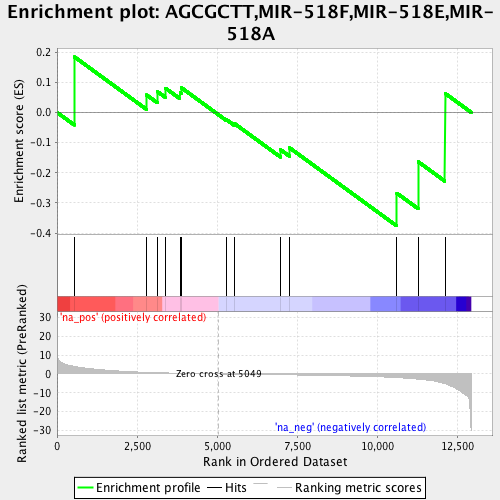 Enrichment plot: AGCGCTT,MIR-518F,MIR-518E,MIR-
518A
Enrichment score (ES)
0.2
0.1
0.0
-0.1
-0.2
-0.3
-0.4
'na_pos' (positively correlated)
Ranked list metric (PreRanked)
30
20
10
0
-10
-20
-30
Zero cross at 5049
'na_neg' (negatively correlated)
0 2,500 5,000 7,500 10,000 12,500
Rank in Ordered Dataset
Enrichment profile Hits Ranking metric scores